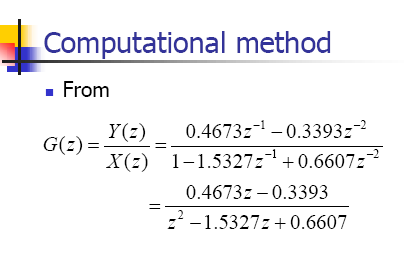 Computational method
From
G(z) = Y(z)/X(z) = (0.4673z⁻¹ − 0.3393z⁻²)/(1 − 1.5327z⁻¹ + 0.6607z⁻²)
= (0.4673z − 0.3393)/(z² − 1.5327z + 0.6607)